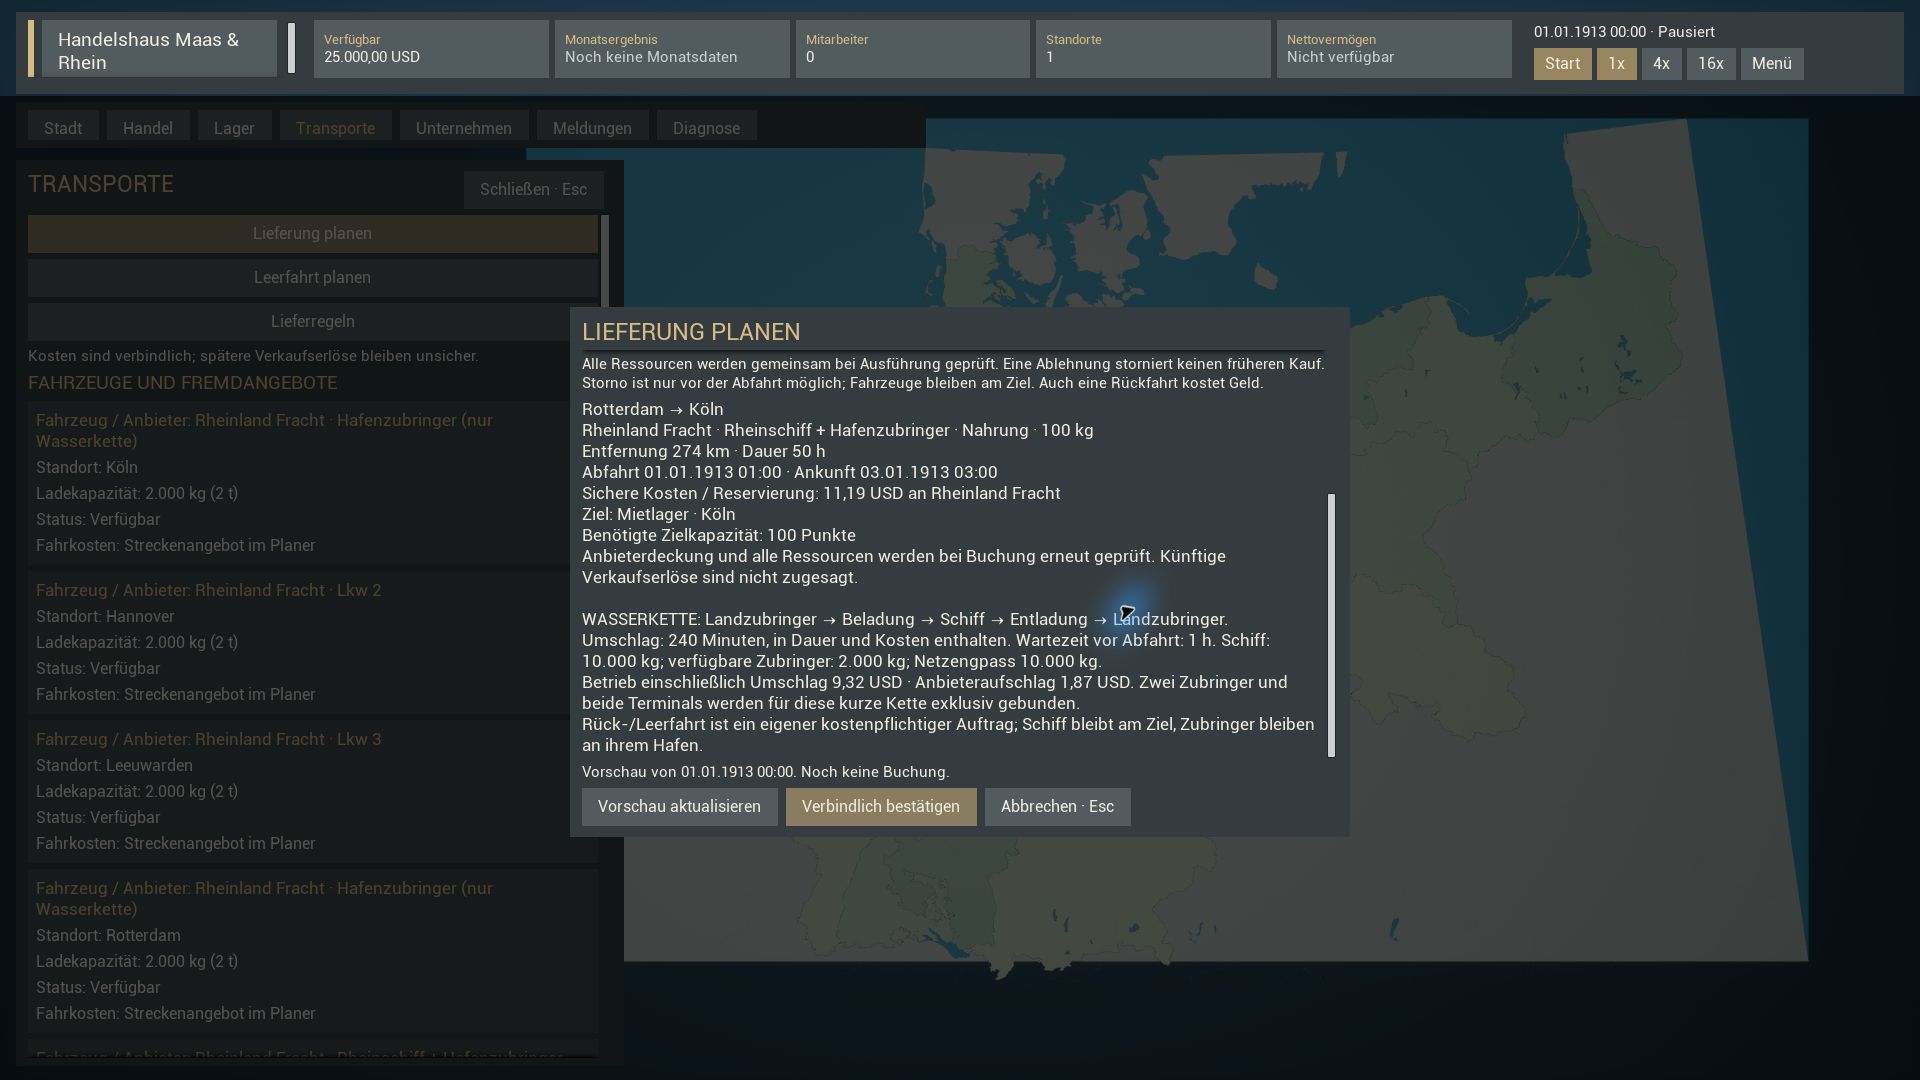 Handelshaus Maas &
Rhein
Verfügbar
25.000,00 USD
Monatsergebnis
Noch keine Monatsdaten
Mitarbeiter
0
Standorte
1
Nettovermögen
Nicht verfügbar
01.01.1913 00:00 · Pausiert
Start 1x 4x 16x Menü
Stadt Handel Lager Transporte Unternehmen Meldungen Diagnose
TRANSPORTE
Schließen · Esc
Lieferung planen
Leerfahrt planen
Lieferregeln
Kosten sind verbindlich; spätere Verkaufserlöse bleiben unsicher.
FAHRZEUGE UND FREMDANGEBOTE
Fahrzeug / Anbieter: Rheinland Fracht · Hafenzubringer (nur
Wasserkette)
Standort: Köln
Ladekapazität: 2.000 kg (2 t)
Status: Verfügbar
Fahrkosten: Streckenangebot im Planer
Fahrzeug / Anbieter: Rheinland Fracht · Lkw 2
Standort: Hannover
Ladekapazität: 2.000 kg (2 t)
Status: Verfügbar
Fahrkosten: Streckenangebot im Planer
Fahrzeug / Anbieter: Rheinland Fracht · Lkw 3
Standort: Leeuwarden
Ladekapazität: 2.000 kg (2 t)
Status: Verfügbar
Fahrkosten: Streckenangebot im Planer
Fahrzeug / Anbieter: Rheinland Fracht · Hafenzubringer (nur
Wasserkette)
Standort: Rotterdam
Ladekapazität: 2.000 kg (2 t)
Status: Verfügbar
Fahrkosten: Streckenangebot im Planer
Fahrzeug / Anbieter: Rheinland Fracht · Rheinschiff + Hafenzubringer
LIEFERUNG PLANEN
Alle Ressourcen werden gemeinsam bei Ausführung geprüft. Eine Ablehnung storniert keinen früheren Kauf.
Storno ist nur vor der Abfahrt möglich; Fahrzeuge bleiben am Ziel. Auch eine Rückfahrt kostet Geld.
Rotterdam → Köln
Rheinland Fracht · Rheinschiff + Hafenzubringer · Nahrung · 100 kg
Entfernung 274 km · Dauer 50 h
Abfahrt 01.01.1913 01:00 · Ankunft 03.01.1913 03:00
Sichere Kosten / Reservierung: 11,19 USD an Rheinland Fracht
Ziel: Mietlager · Köln
Benötigte Zielkapazität: 100 Punkte
Anbieterdeckung und alle Ressourcen werden bei Buchung erneut geprüft. Künftige
Verkaufserlöse sind nicht zugesagt.
WASSERKETTE: Landzubringer → Beladung → Schiff → Entladung → Landzubringer.
Umschlag: 240 Minuten, in Dauer und Kosten enthalten. Wartezeit vor Abfahrt: 1 h. Schiff:
10.000 kg; verfügbare Zubringer: 2.000 kg; Netzengpass 10.000 kg.
Betrieb einschließlich Umschlag 9,32 USD · Anbieteraufschlag 1,87 USD. Zwei Zubringer und
beide Terminals werden für diese kurze Kette exklusiv gebunden.
Rück-/Leerfahrt ist ein eigener kostenpflichtiger Auftrag; Schiff bleibt am Ziel, Zubringer bleiben
an ihrem Hafen.
Vorschau von 01.01.1913 00:00. Noch keine Buchung.
Vorschau aktualisieren Verbindlich bestätigen Abbrechen · Esc